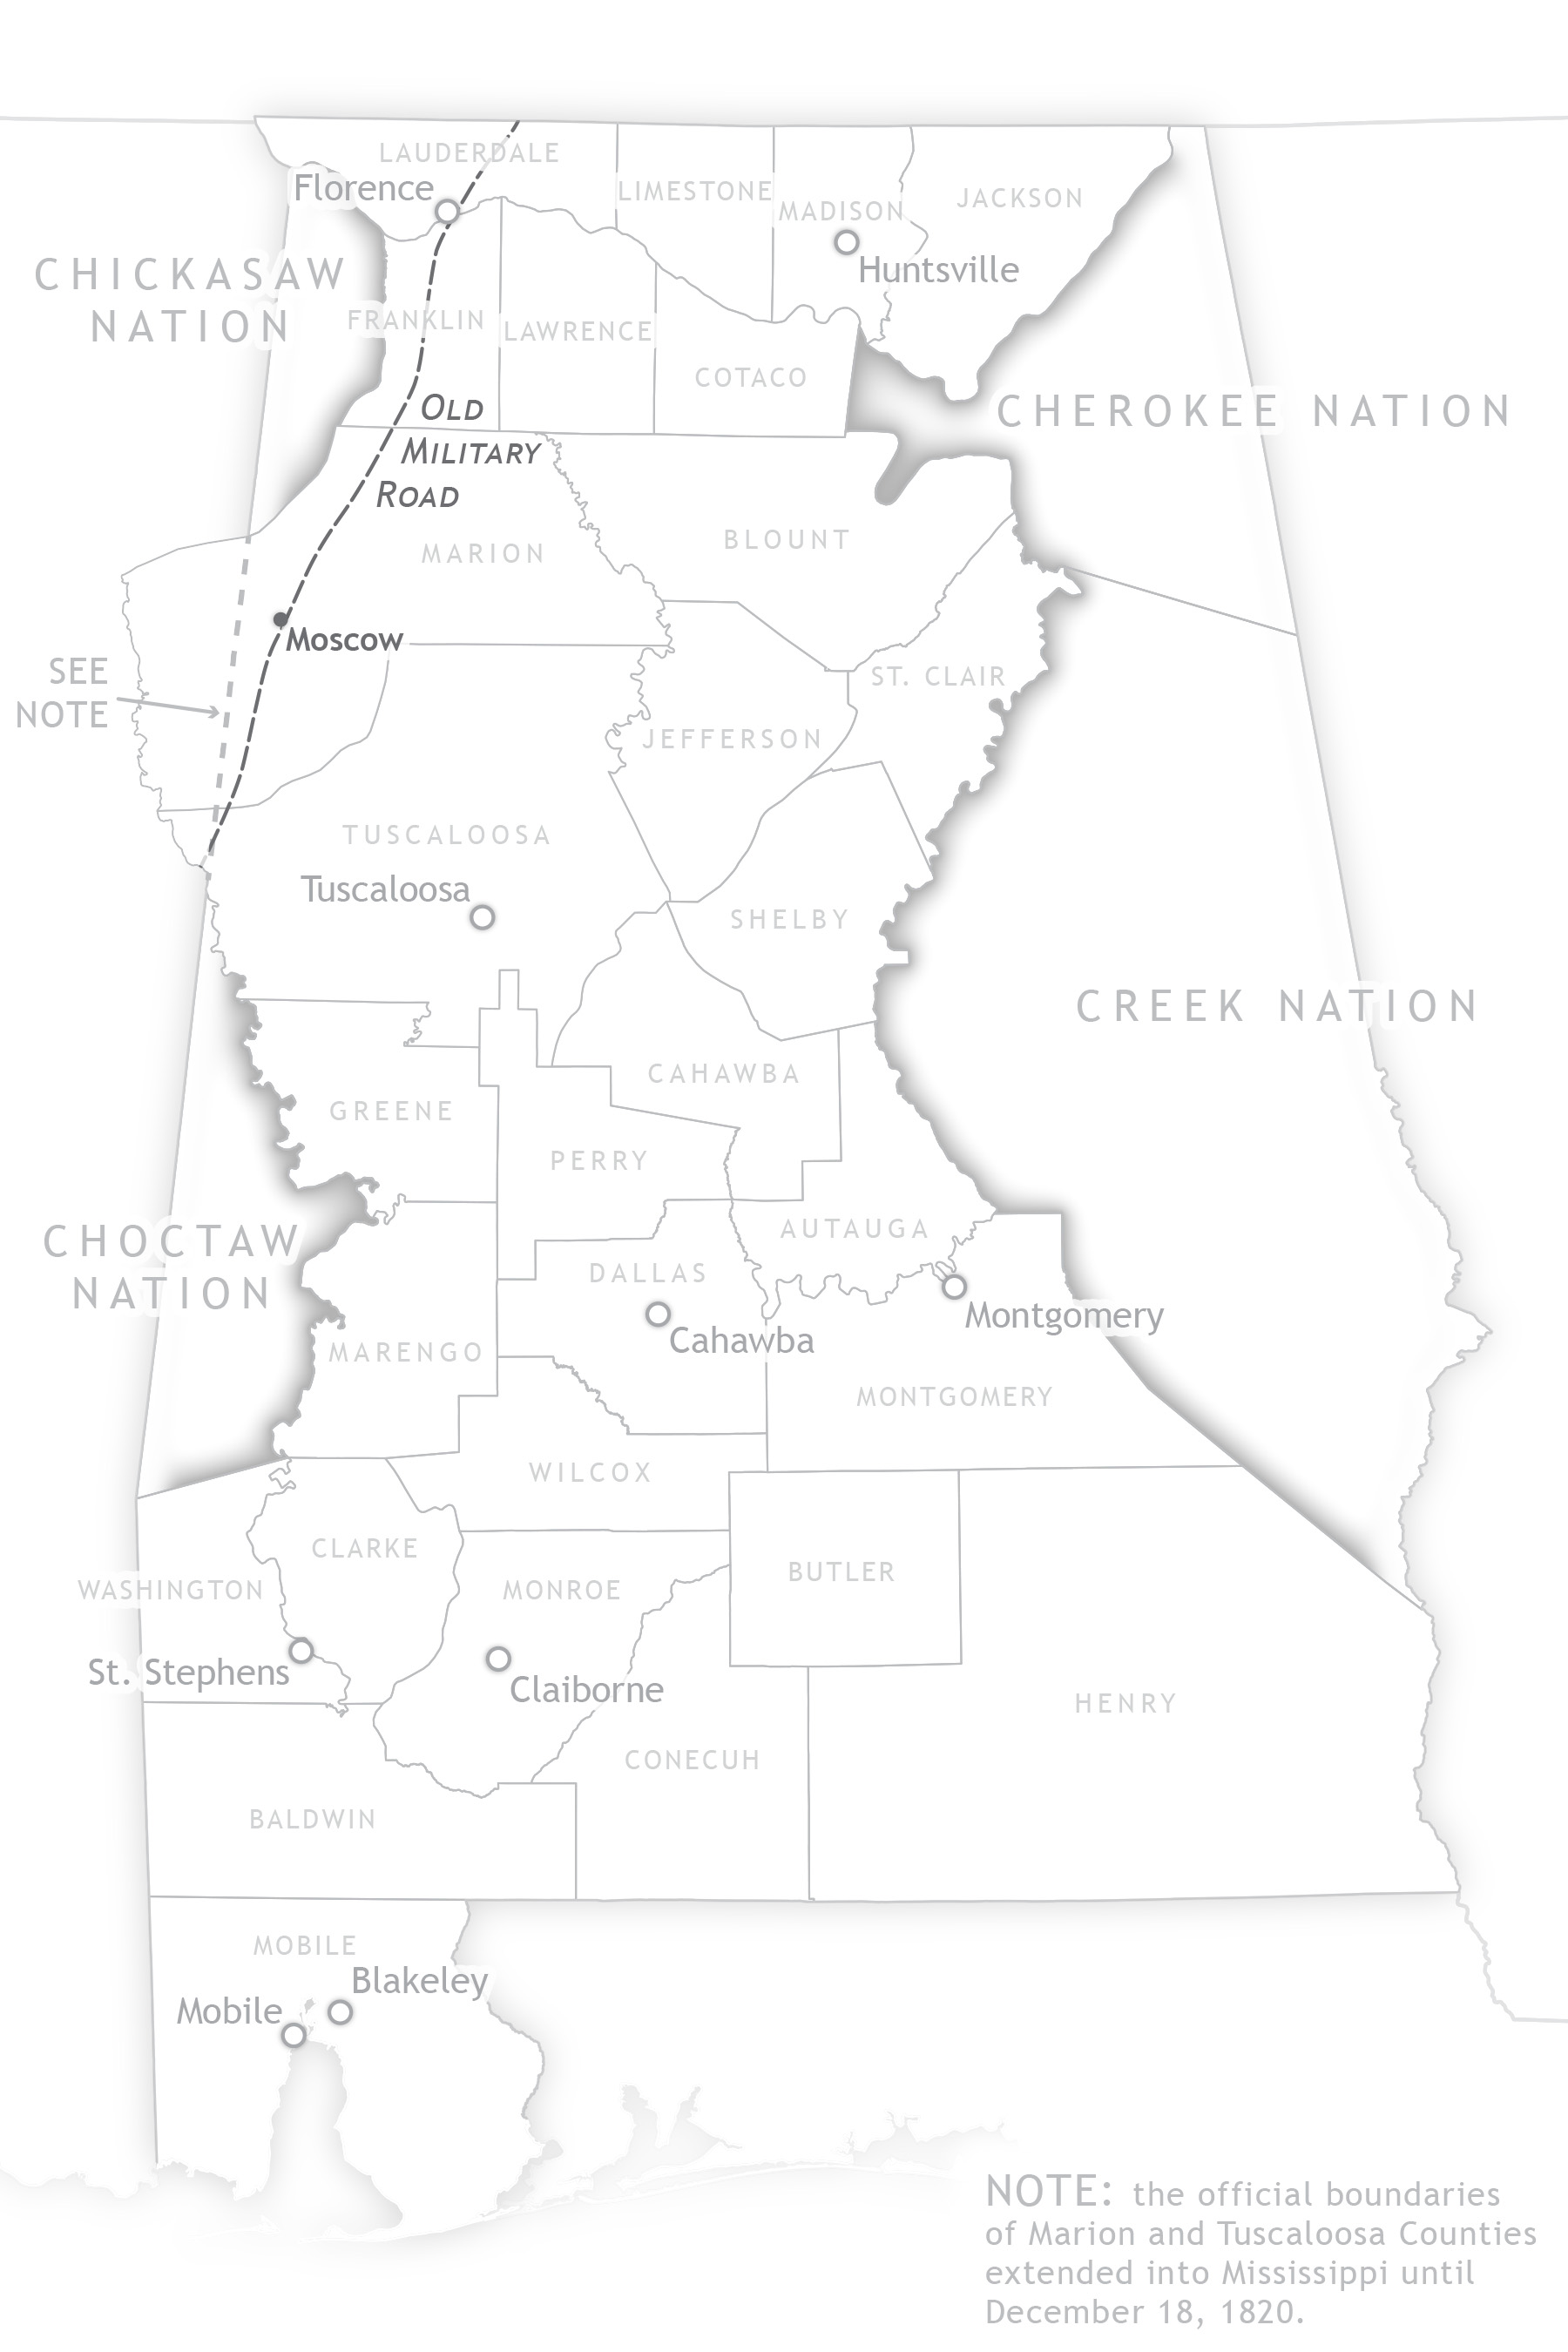 LAUDERDALE
Florence
LIMESTONE
MADISON
JACKSON
Huntsville
CHICKASAW
NATION
FRANKLIN
LAWRENCE
COTACO
CHEROKEE NATION
OLD
MILITARY
ROAD
MARION
BLOUNT
Moscow
SEE
NOTE
ST. CLAIR
JEFFERSON
TUSCALOOSA
Tuscaloosa
SHELBY
CREEK NATION
CAHAWBA
GREENE
PERRY
CHOCTAW
NATION
AUTAUGA
DALLAS
Montgomery
Cahawba
MARENGO
MONTGOMERY
WILCOX
CLARKE
BUTLER
WASHINGTON
MONROE
St. Stephens
Claiborne
HENRY
CONECUH
BALDWIN
MOBILE
Blakeley
Mobile
NOTE: the official boundaries
of Marion and Tuscaloosa Counties
extended into Mississippi until
December 18, 1820.